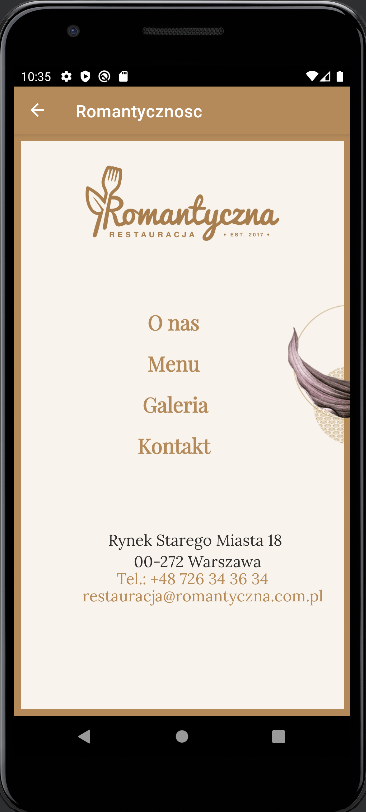 10:35
Romantycznosc
Romantyczna
RESTAURACJA • EST. 2017 •
O nas
Menu
Galeria
Kontakt
Rynek Starego Miasta 18
00-272 Warszawa
Tel.: +48 726 34 36 34
restauracja@romantyczna.com.pl